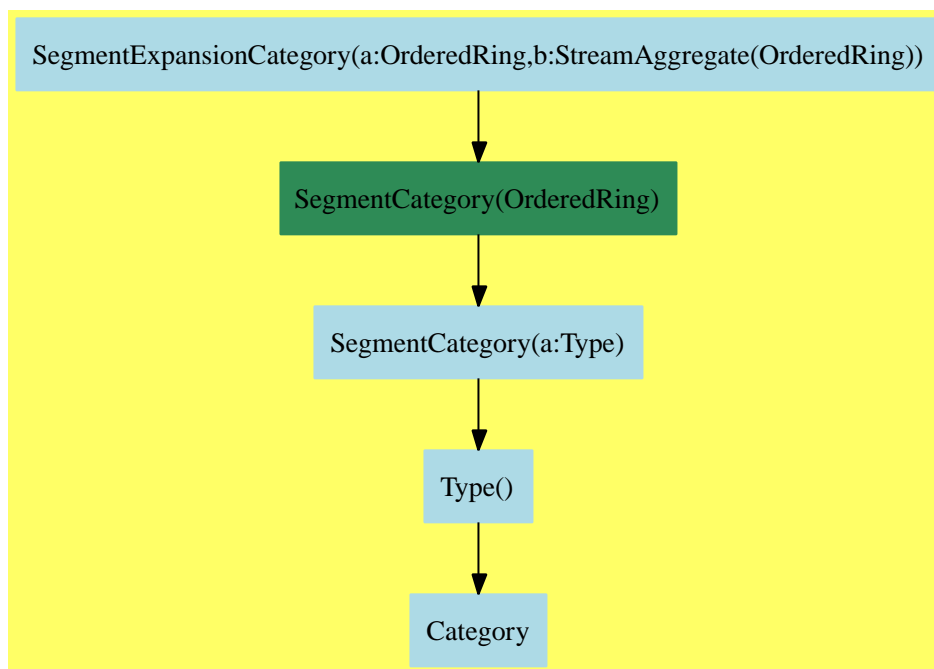 SegmentExpansionCategory(a:OrderedRing,b:StreamAggregate(OrderedRing))
SegmentCategory(OrderedRing)
SegmentCategory(a:Type)
Type()
Category